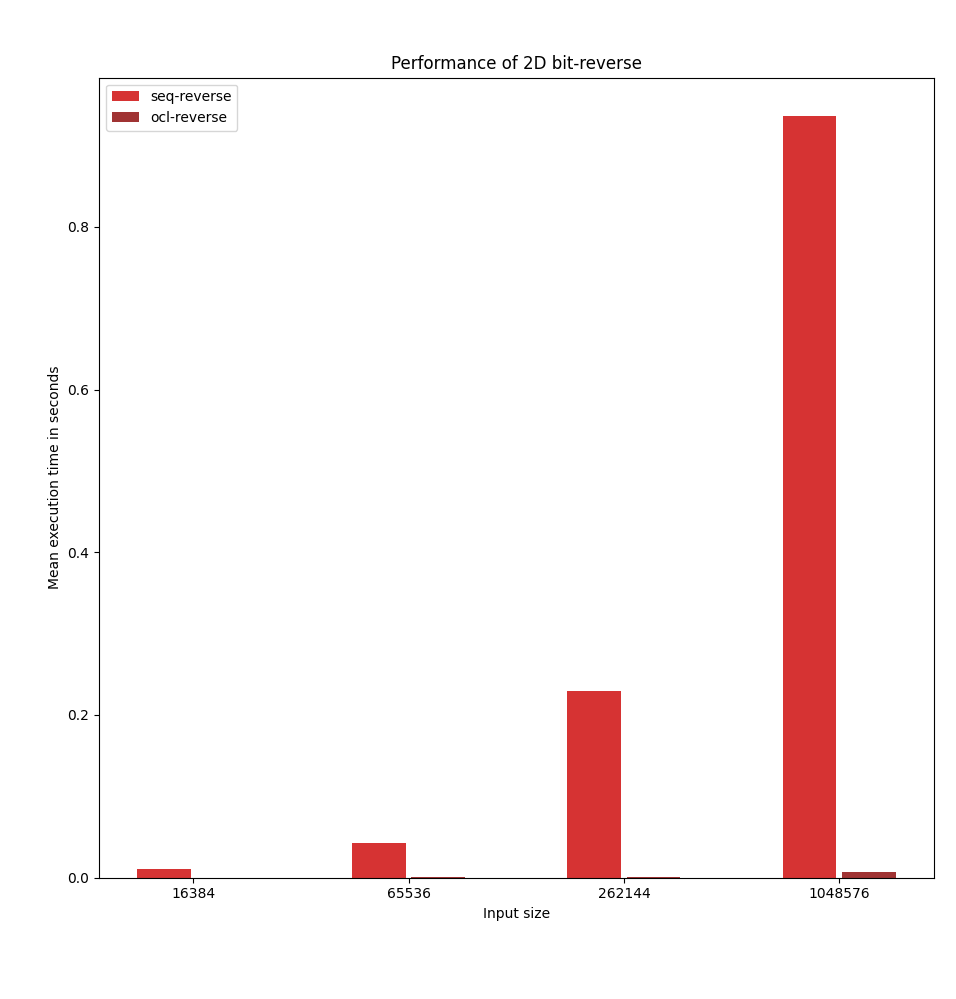 Performance of 2D bit-reverse
seq-reverse
ocl-reverse
Mean execution time in seconds
0.8
0.6
0.4
0.2
0.0
16384 65536 262144 1048576
Input size